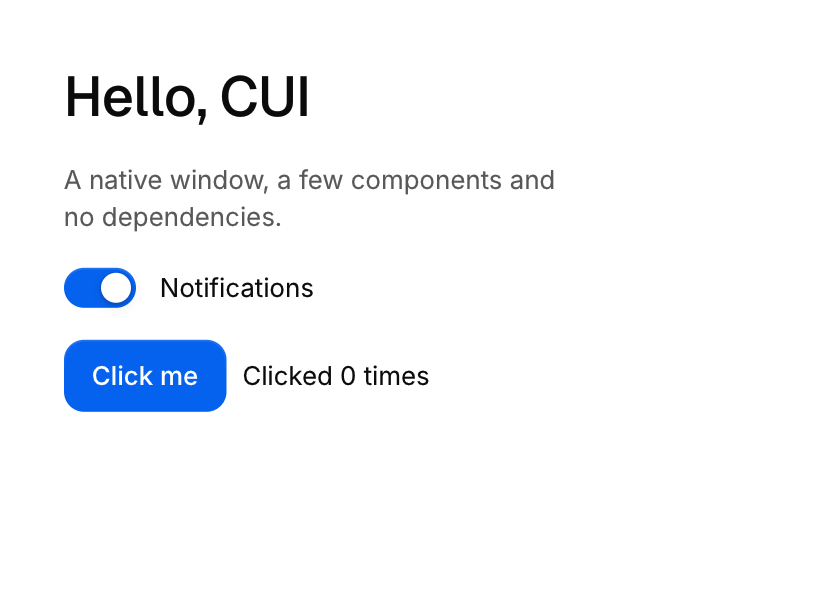 Hello, CUI
A native window, a few components and
no dependencies.
Notifications
Click me
Clicked 0 times